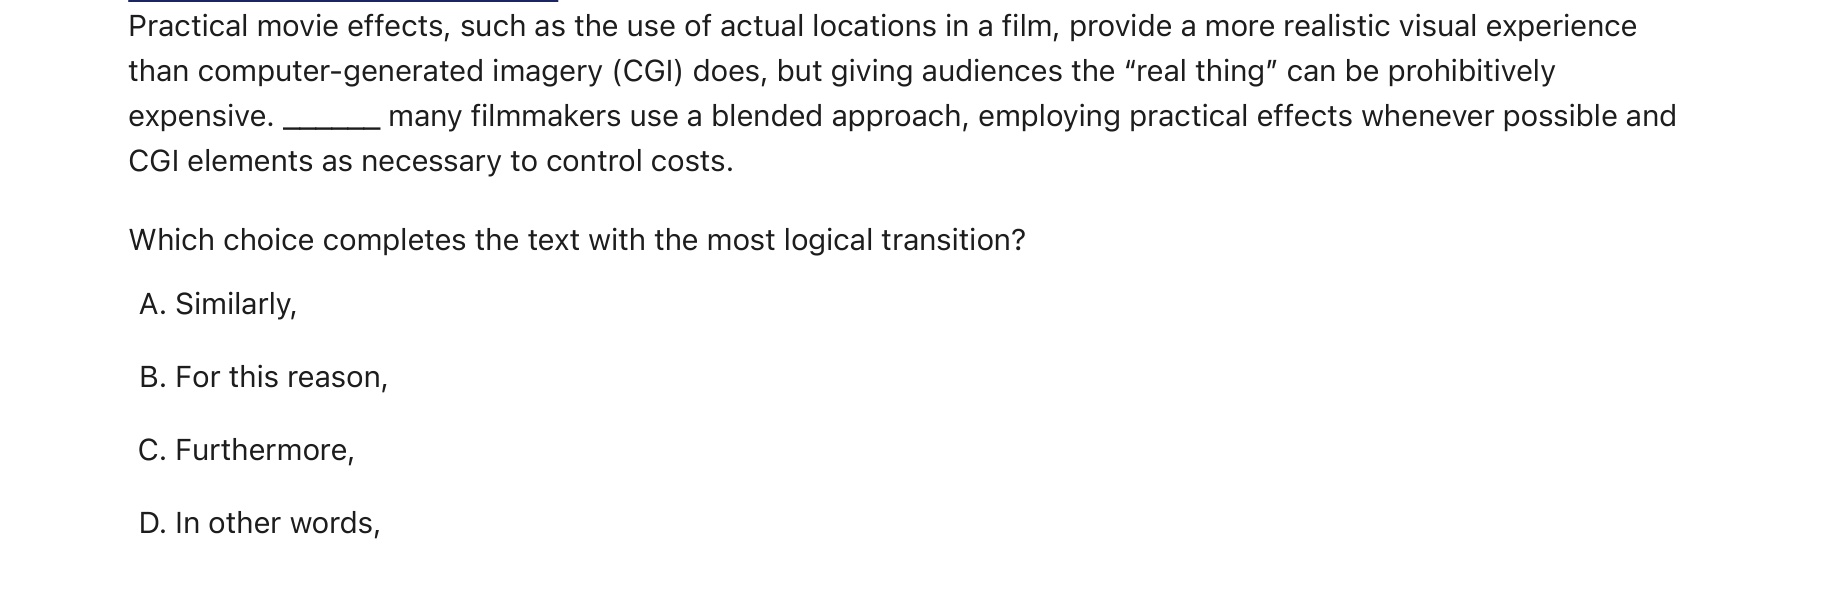 Practical movie effects, such as the use of actual locations in a film, provide a more realistic visual experience
than computer-generated imagery (CGI) does, but giving audiences the “real thing” can be prohibitively
expensive. ______ many filmmakers use a blended approach, employing practical effects whenever possible and
CGI elements as necessary to control costs.
Which choice completes the text with the most logical transition?
A. Similarly,
B. For this reason,
C. Furthermore,
D. In other words,